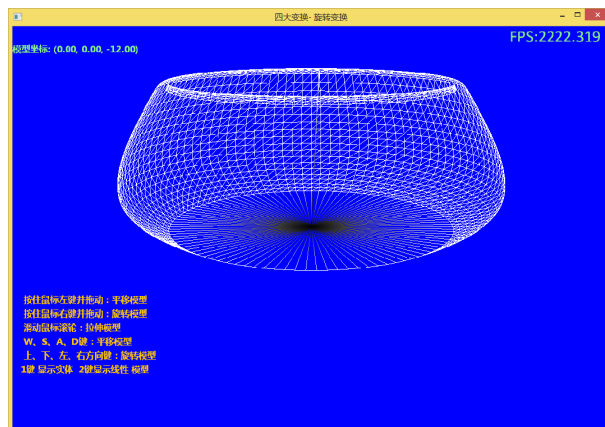 四大变换- 旋转变换
FPS:2222.319
模型坐标: (0.00, 0.00, -12.00)
按住鼠标左键并拖动：平移模型
按住鼠标右键并拖动：旋转模型
滑动鼠标滚轮：拉伸模型
W、S、A、D键：平移模型
上、下、左、右方向键：旋转模型
1键 显示实体  2键显示线性 模型